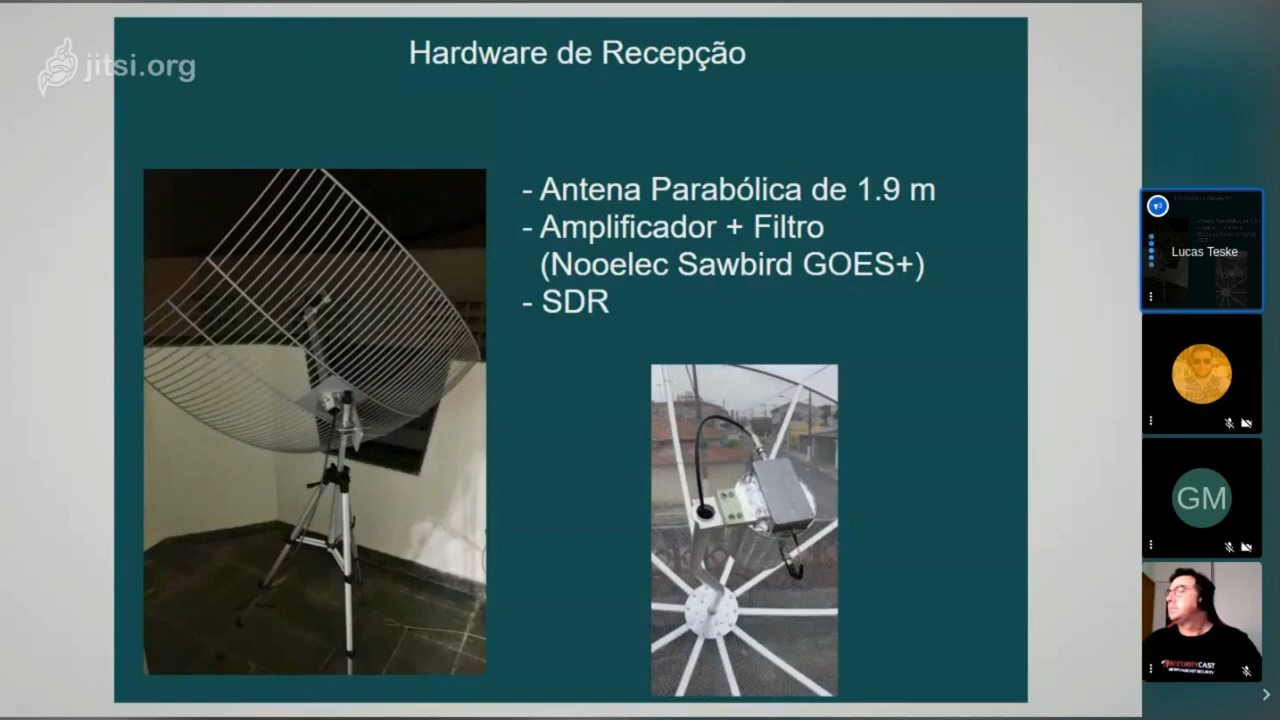 jitsi.org
Hardware de Recepção
- Antena Parabólica de 1.9 m
- Amplificador + Filtro
(Nooelec Sawbird GOES+)
- SDR
Lucas Teske
GM
SECURITYCAST